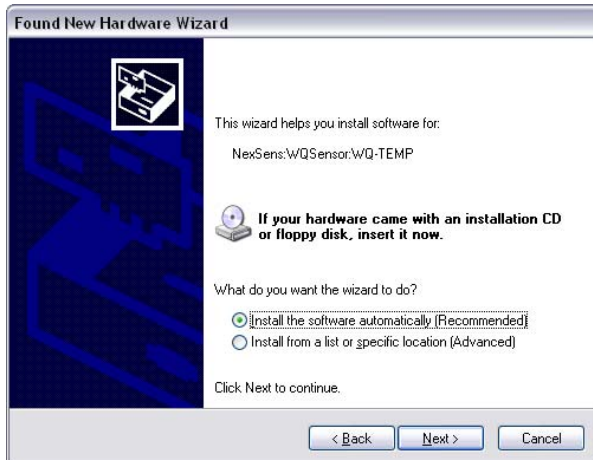 Found New Hardware Wizard
This wizard helps you install software for:
NexSens:WQSensor:WQ-TEMP
If your hardware came with an installation CD
or floppy disk, insert it now.
What do you want the wizard to do?
Install the software automatically (Recommended)
Install from a list or specific location (Advanced)
Click Next to continue.
< Back Next > Cancel